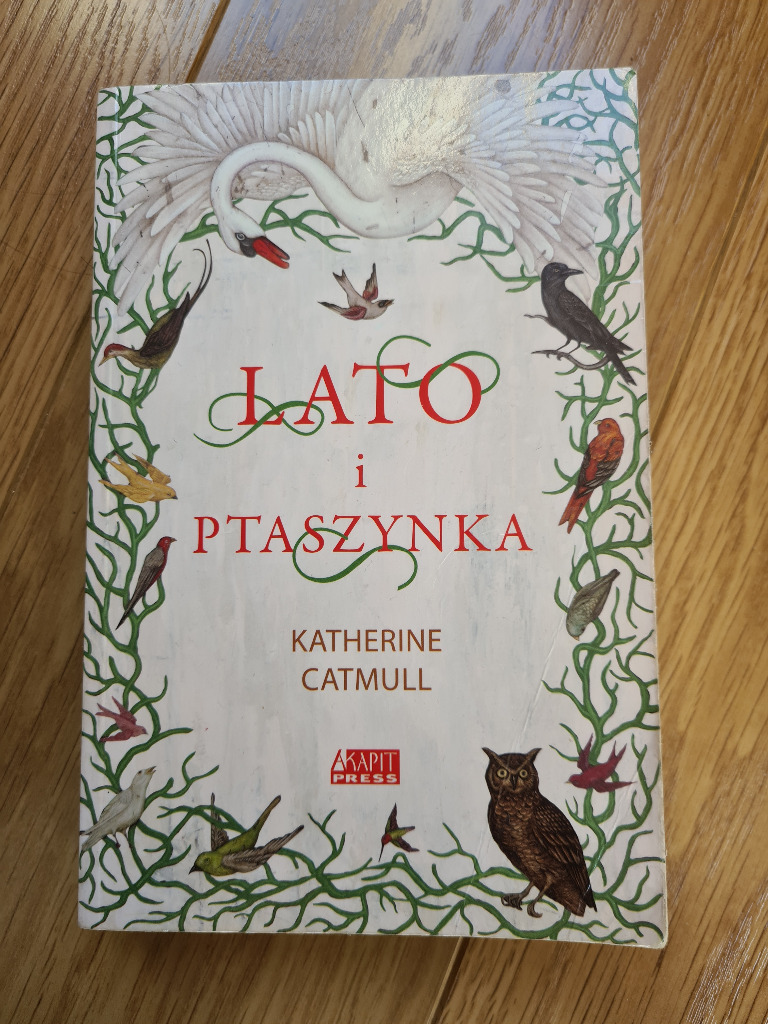 LATO
i
PTASZYNKA
KATHERINE
CATMULL
AKAPIT
PRESS